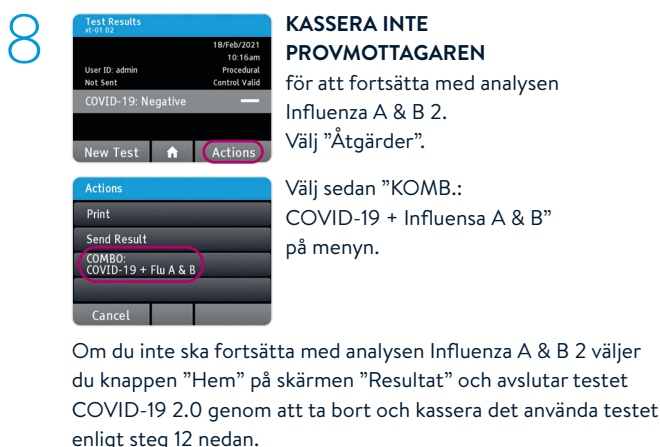 8
Test Results
xt-01.02
18/Feb/2021
10:16am
User ID: admin Procedural
Not Sent Control Valid
COVID-19: Negative
New Test Actions
KASSERA INTE
PROVMOTTAGAREN
för att fortsätta med analysen
Influenza A & B 2.
Välj ”Åtgärder”.
Actions
Print
Send Result
COMBO:
COVID-19 + Flu A & B
Cancel
Välj sedan ”KOMB.:
COVID-19 + Influensa A & B”
på menyn.
Om du inte ska fortsätta med analysen Influenza A & B 2 väljer
du knappen ”Hem” på skärmen ”Resultat” och avslutar testet
COVID-19 2.0 genom att ta bort och kassera det använda testet
enligt steg 12 nedan.